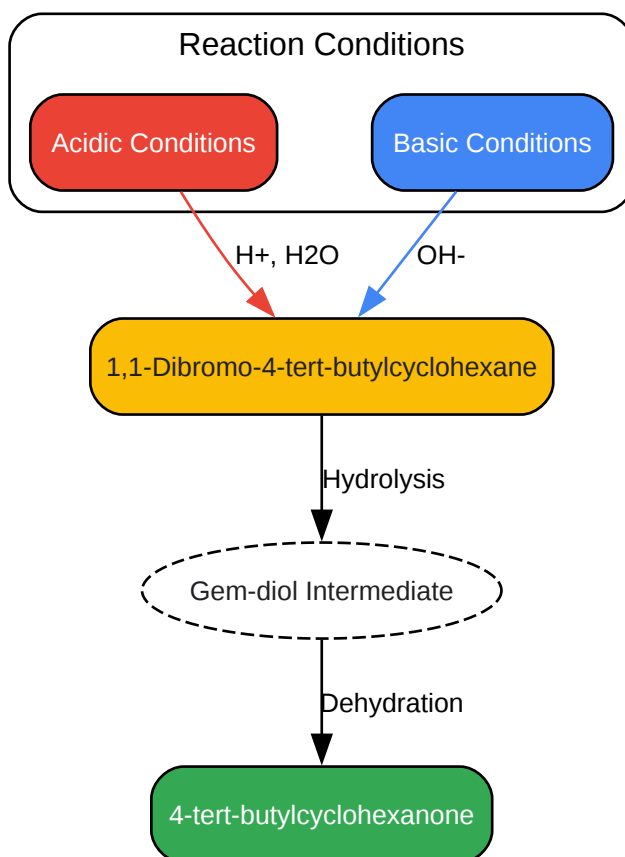 Reaction Conditions
Acidic Conditions
Basic Conditions
H+, H2O
OH-
1,1-Dibromo-4-tert-butylcyclohexane
Hydrolysis
Gem-diol Intermediate
Dehydration
4-tert-butylcyclohexanone